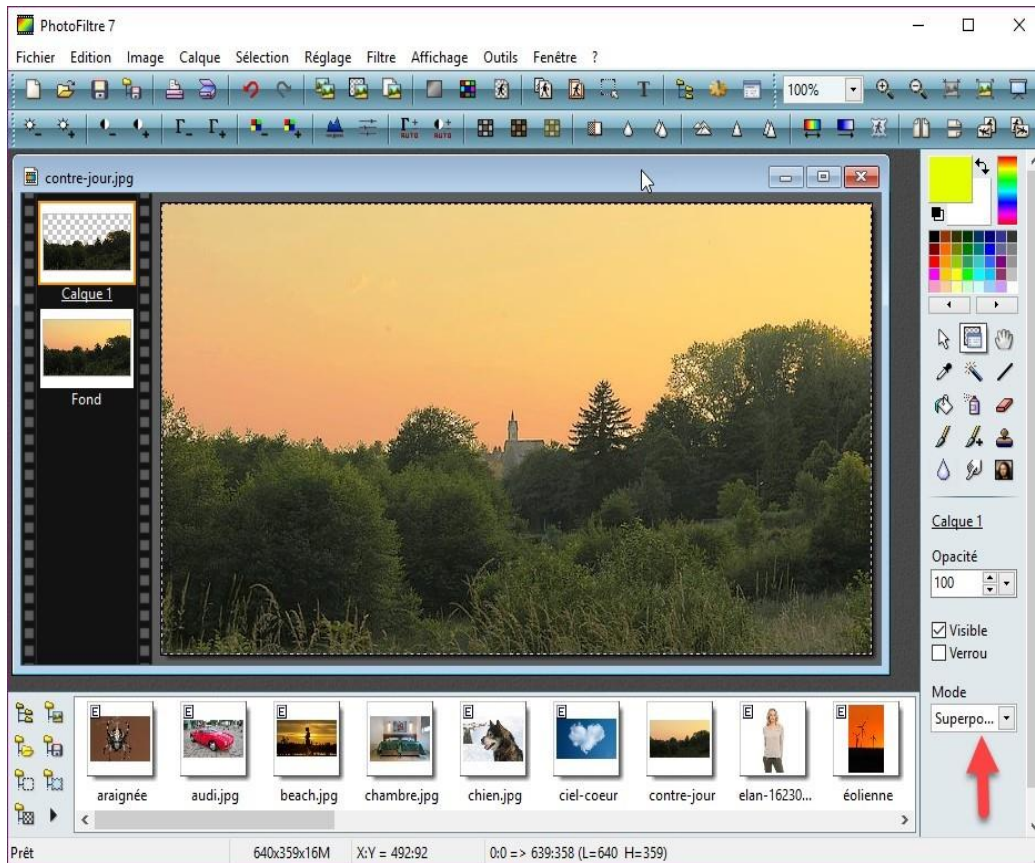 PhotoFiltre 7
Fichier Edition Image Calque Sélection Réglage Filtre Affichage Outils Fenêtre ?
100%
contre-jour.jpg
Calque 1
Fond
Calque 1
Opacité
100
Visible
Verrou
Mode
Superpo...
araignée audi.jpg beach.jpg chambre.jpg chien.jpg ciel-coeur contre-jour elan-16230... éolienne
Prêt 640x359x16M X:Y = 492:92 0:0 => 639:358 (L=640 H=359)